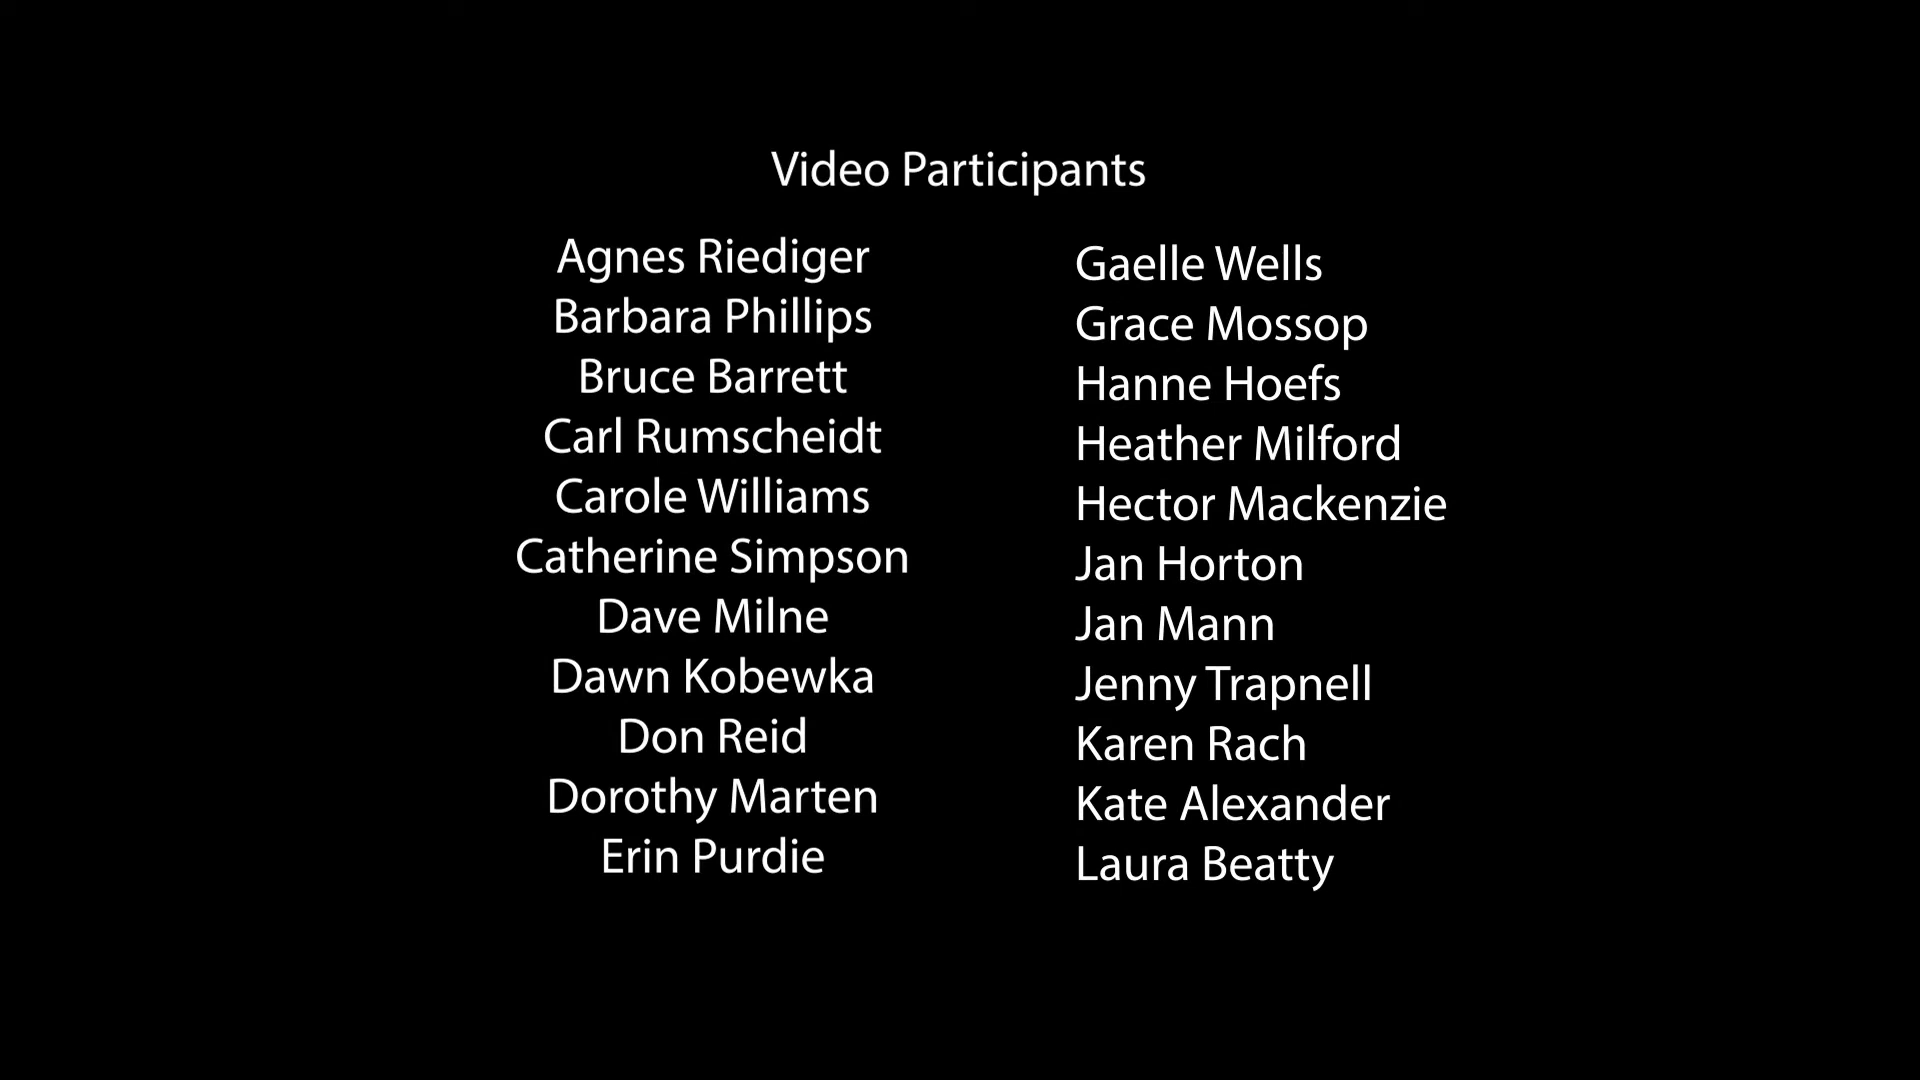 Video Participants
Agnes Riediger
Barbara Phillips
Bruce Barrett
Carl Rumscheidt
Carole Williams
Catherine Simpson
Dave Milne
Dawn Kobewka
Don Reid
Dorothy Marten
Erin Purdie
Gaelle Wells
Grace Mossop
Hanne Hoefs
Heather Milford
Hector Mackenzie
Jan Horton
Jan Mann
Jenny Trapnell
Karen Rach
Kate Alexander
Laura Beatty